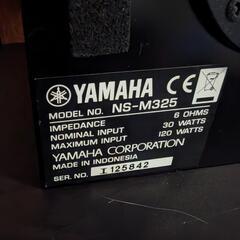 YAMAHA CE
MODEL NO. NS-M325
IMPEDANCE 6 OHMS
NOMINAL INPUT 30 WATTS
MAXIMUM INPUT 120 WATTS
YAMAHA CORPORATION
MADE IN INDONESIA
SER. NO. I 125842